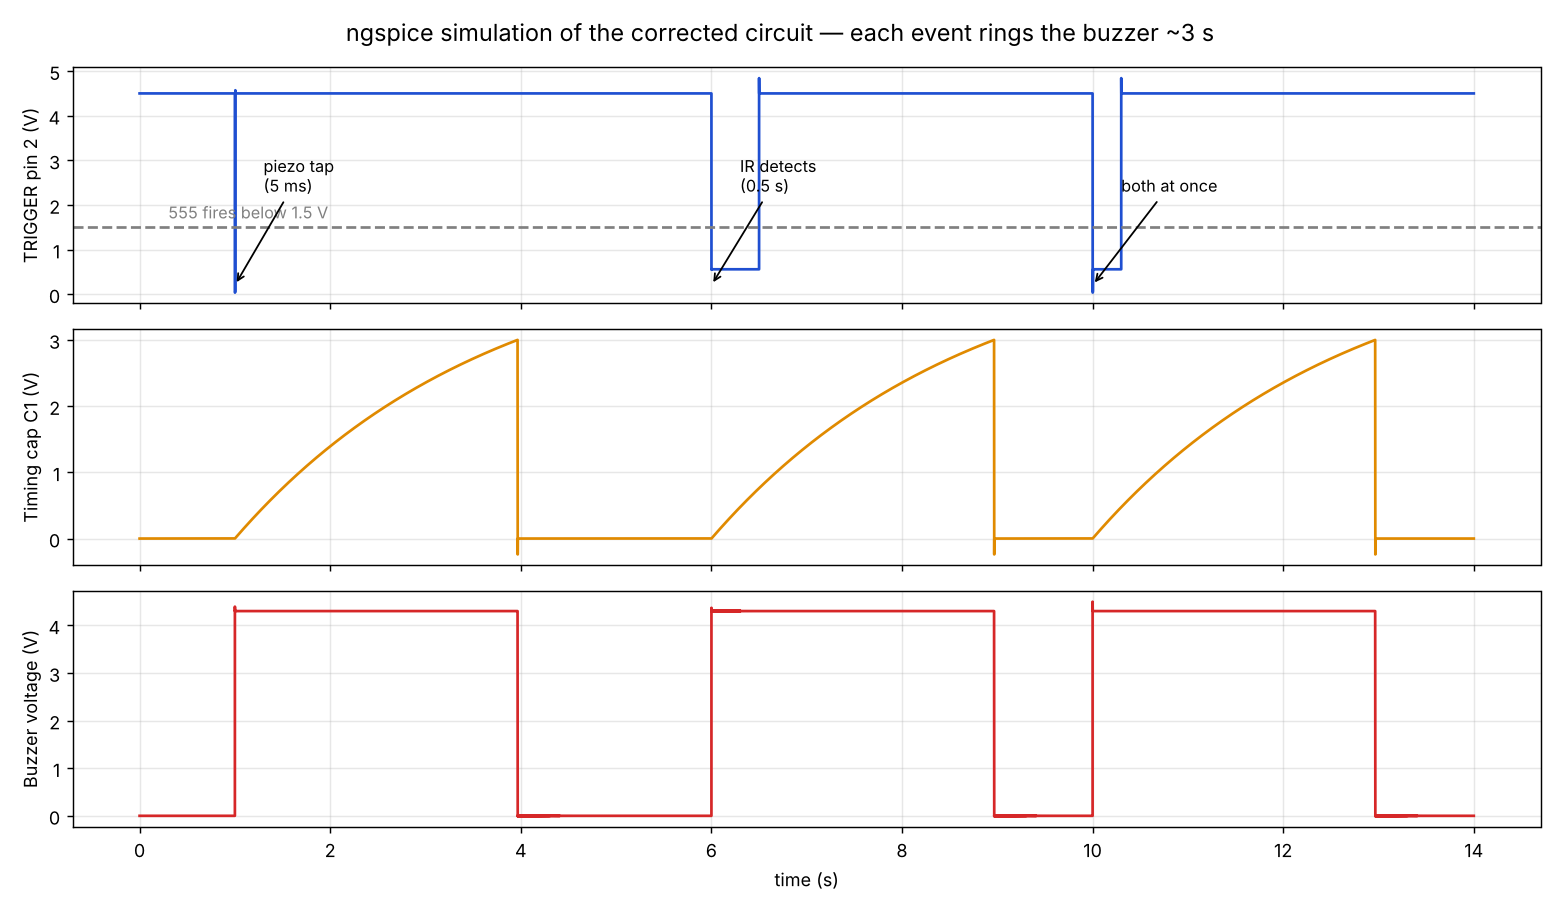 ngspice simulation of the corrected circuit — each event rings the buzzer ~3 s
TRIGGER pin 2 (V)
5
4
3
2
1
0
piezo tap
(5 ms)
555 fires below 1.5 V
IR detects
(0.5 s)
both at once
Timing cap C1 (V)
3
2
1
0
Buzzer voltage (V)
4
3
2
1
0
0 2 4 6 8 10 12 14
time (s)